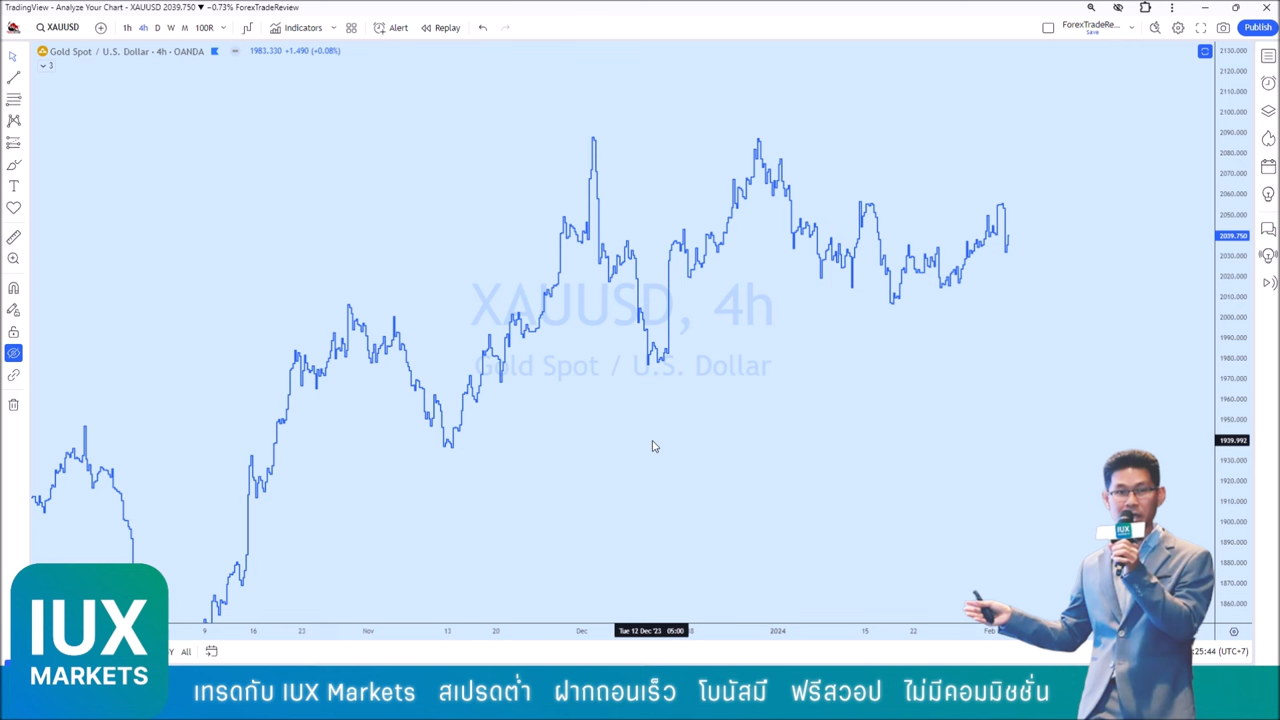 TradingView - Analyze Your Chart - XAUUSD 2039.750 ▼ −0.73% ForexTradeReview
XAUUSD 1h 4h D W M 100R Indicators Alert Replay ForexTradeRe... Save Publish
Gold Spot / U.S. Dollar · 4h · OANDA 1983.330 +1.490 (+0.08%)
3
2130.000
2120.000
2110.000
2100.000
2090.000
2080.000
2070.000
2060.000
2050.000
2039.750
2030.000
2020.000
2010.000
2000.000
1990.000
1980.000
1970.000
1960.000
1950.000
1939.992
1930.000
1920.000
1910.000
1900.000
1890.000
1880.000
1870.000
1860.000
XAUUSD, 4h
Gold Spot / U.S. Dollar
IUX
9 16 23 Nov 13 20 Dec Tue 12 Dec '23 05:00 2024 15 22 Feb
Y All :25:44 (UTC+7)
IUX
MARKETS
เทรดกับ IUX Markets สเปรดต่ำ ฝากถอนเร็ว โบนัสมี ฟรีสวอป ไม่มีคอมมิชชั่น